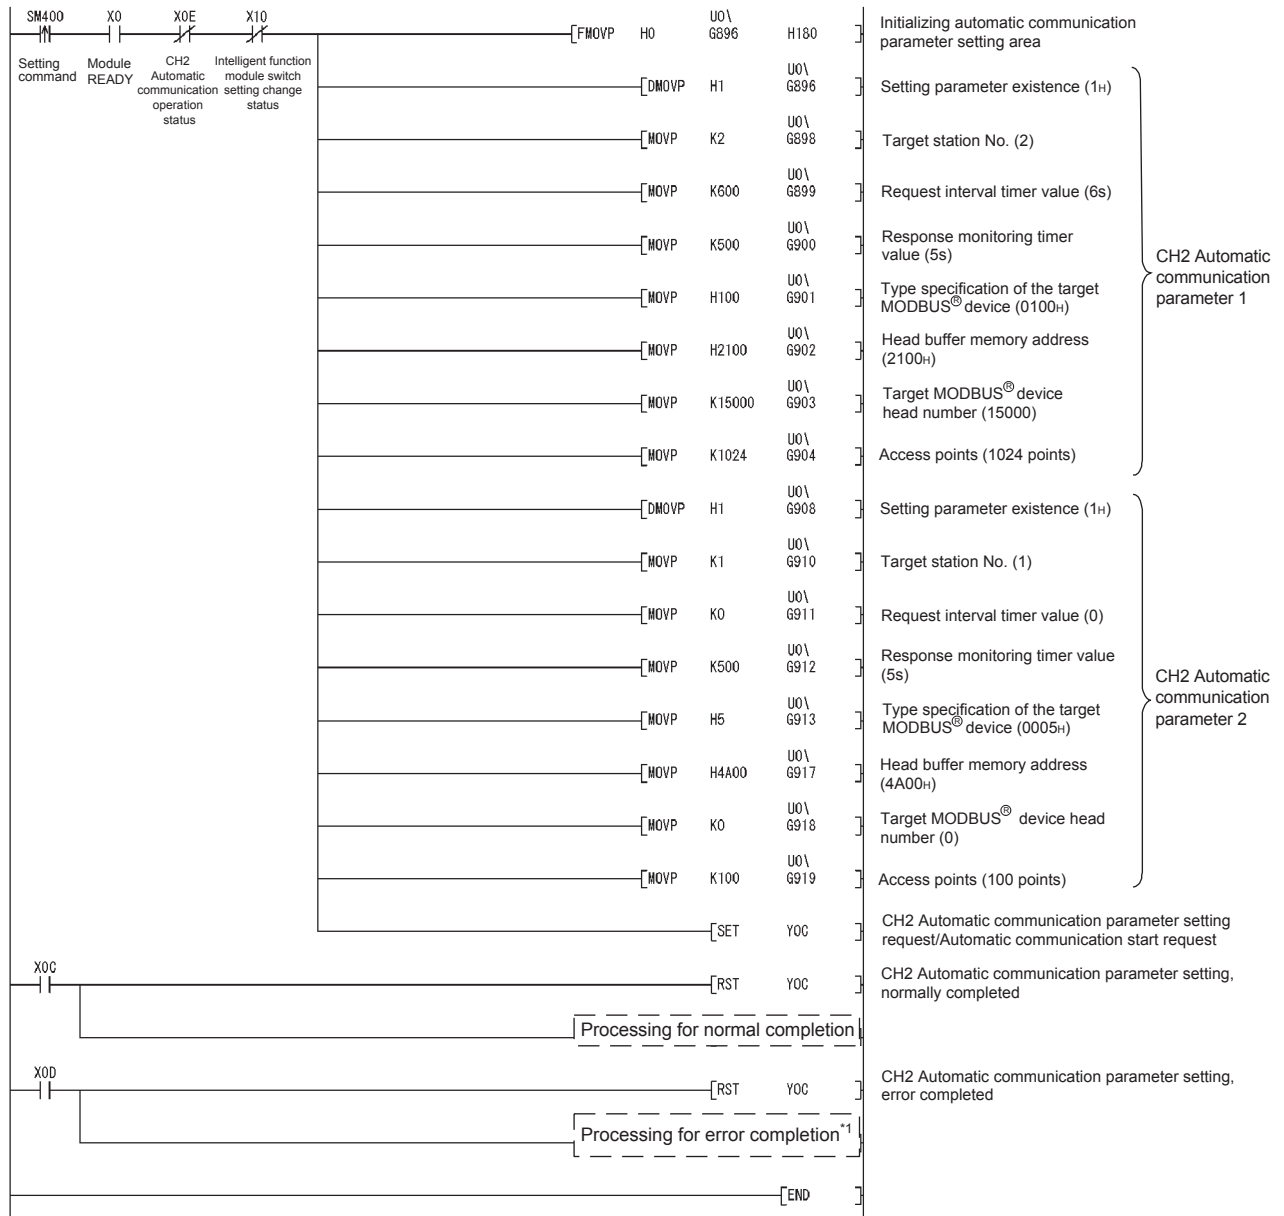 SM400 X0 X0E X10
Setting command
Module READY
CH2 Automatic communication operation status
Intelligent function module switch setting change status
FMOVP H0 U0\G896 H180
Initializing automatic communication
parameter setting area
DMOVP H1 U0\G896
Setting parameter existence (1H)
MOVP K2 U0\G898
Target station No. (2)
MOVP K600 U0\G899
Request interval timer value (6s)
MOVP K500 U0\G900
Response monitoring timer
value (5s)
MOVP H100 U0\G901
Type specification of the target
MODBUS® device (0100H)
MOVP H2100 U0\G902
Head buffer memory address
(2100H)
MOVP K15000 U0\G903
Target MODBUS® device
head number (15000)
MOVP K1024 U0\G904
Access points (1024 points)
CH2 Automatic
communication
parameter 1
DMOVP H1 U0\G908
Setting parameter existence (1H)
MOVP K1 U0\G910
Target station No. (1)
MOVP K0 U0\G911
Request interval timer value (0)
MOVP K500 U0\G912
Response monitoring timer value
(5s)
MOVP H5 U0\G913
Type specification of the target
MODBUS® device (0005H)
MOVP H4A00 U0\G917
Head buffer memory address
(4A00H)
MOVP K0 U0\G918
Target MODBUS® device head
number (0)
MOVP K100 U0\G919
Access points (100 points)
CH2 Automatic
communication
parameter 2
SET Y0C
CH2 Automatic communication parameter setting
request/Automatic communication start request
X0C
RST Y0C
CH2 Automatic communication parameter setting,
normally completed
Processing for normal completion
X0D
RST Y0C
CH2 Automatic communication parameter setting,
error completed
Processing for error completion*1
END